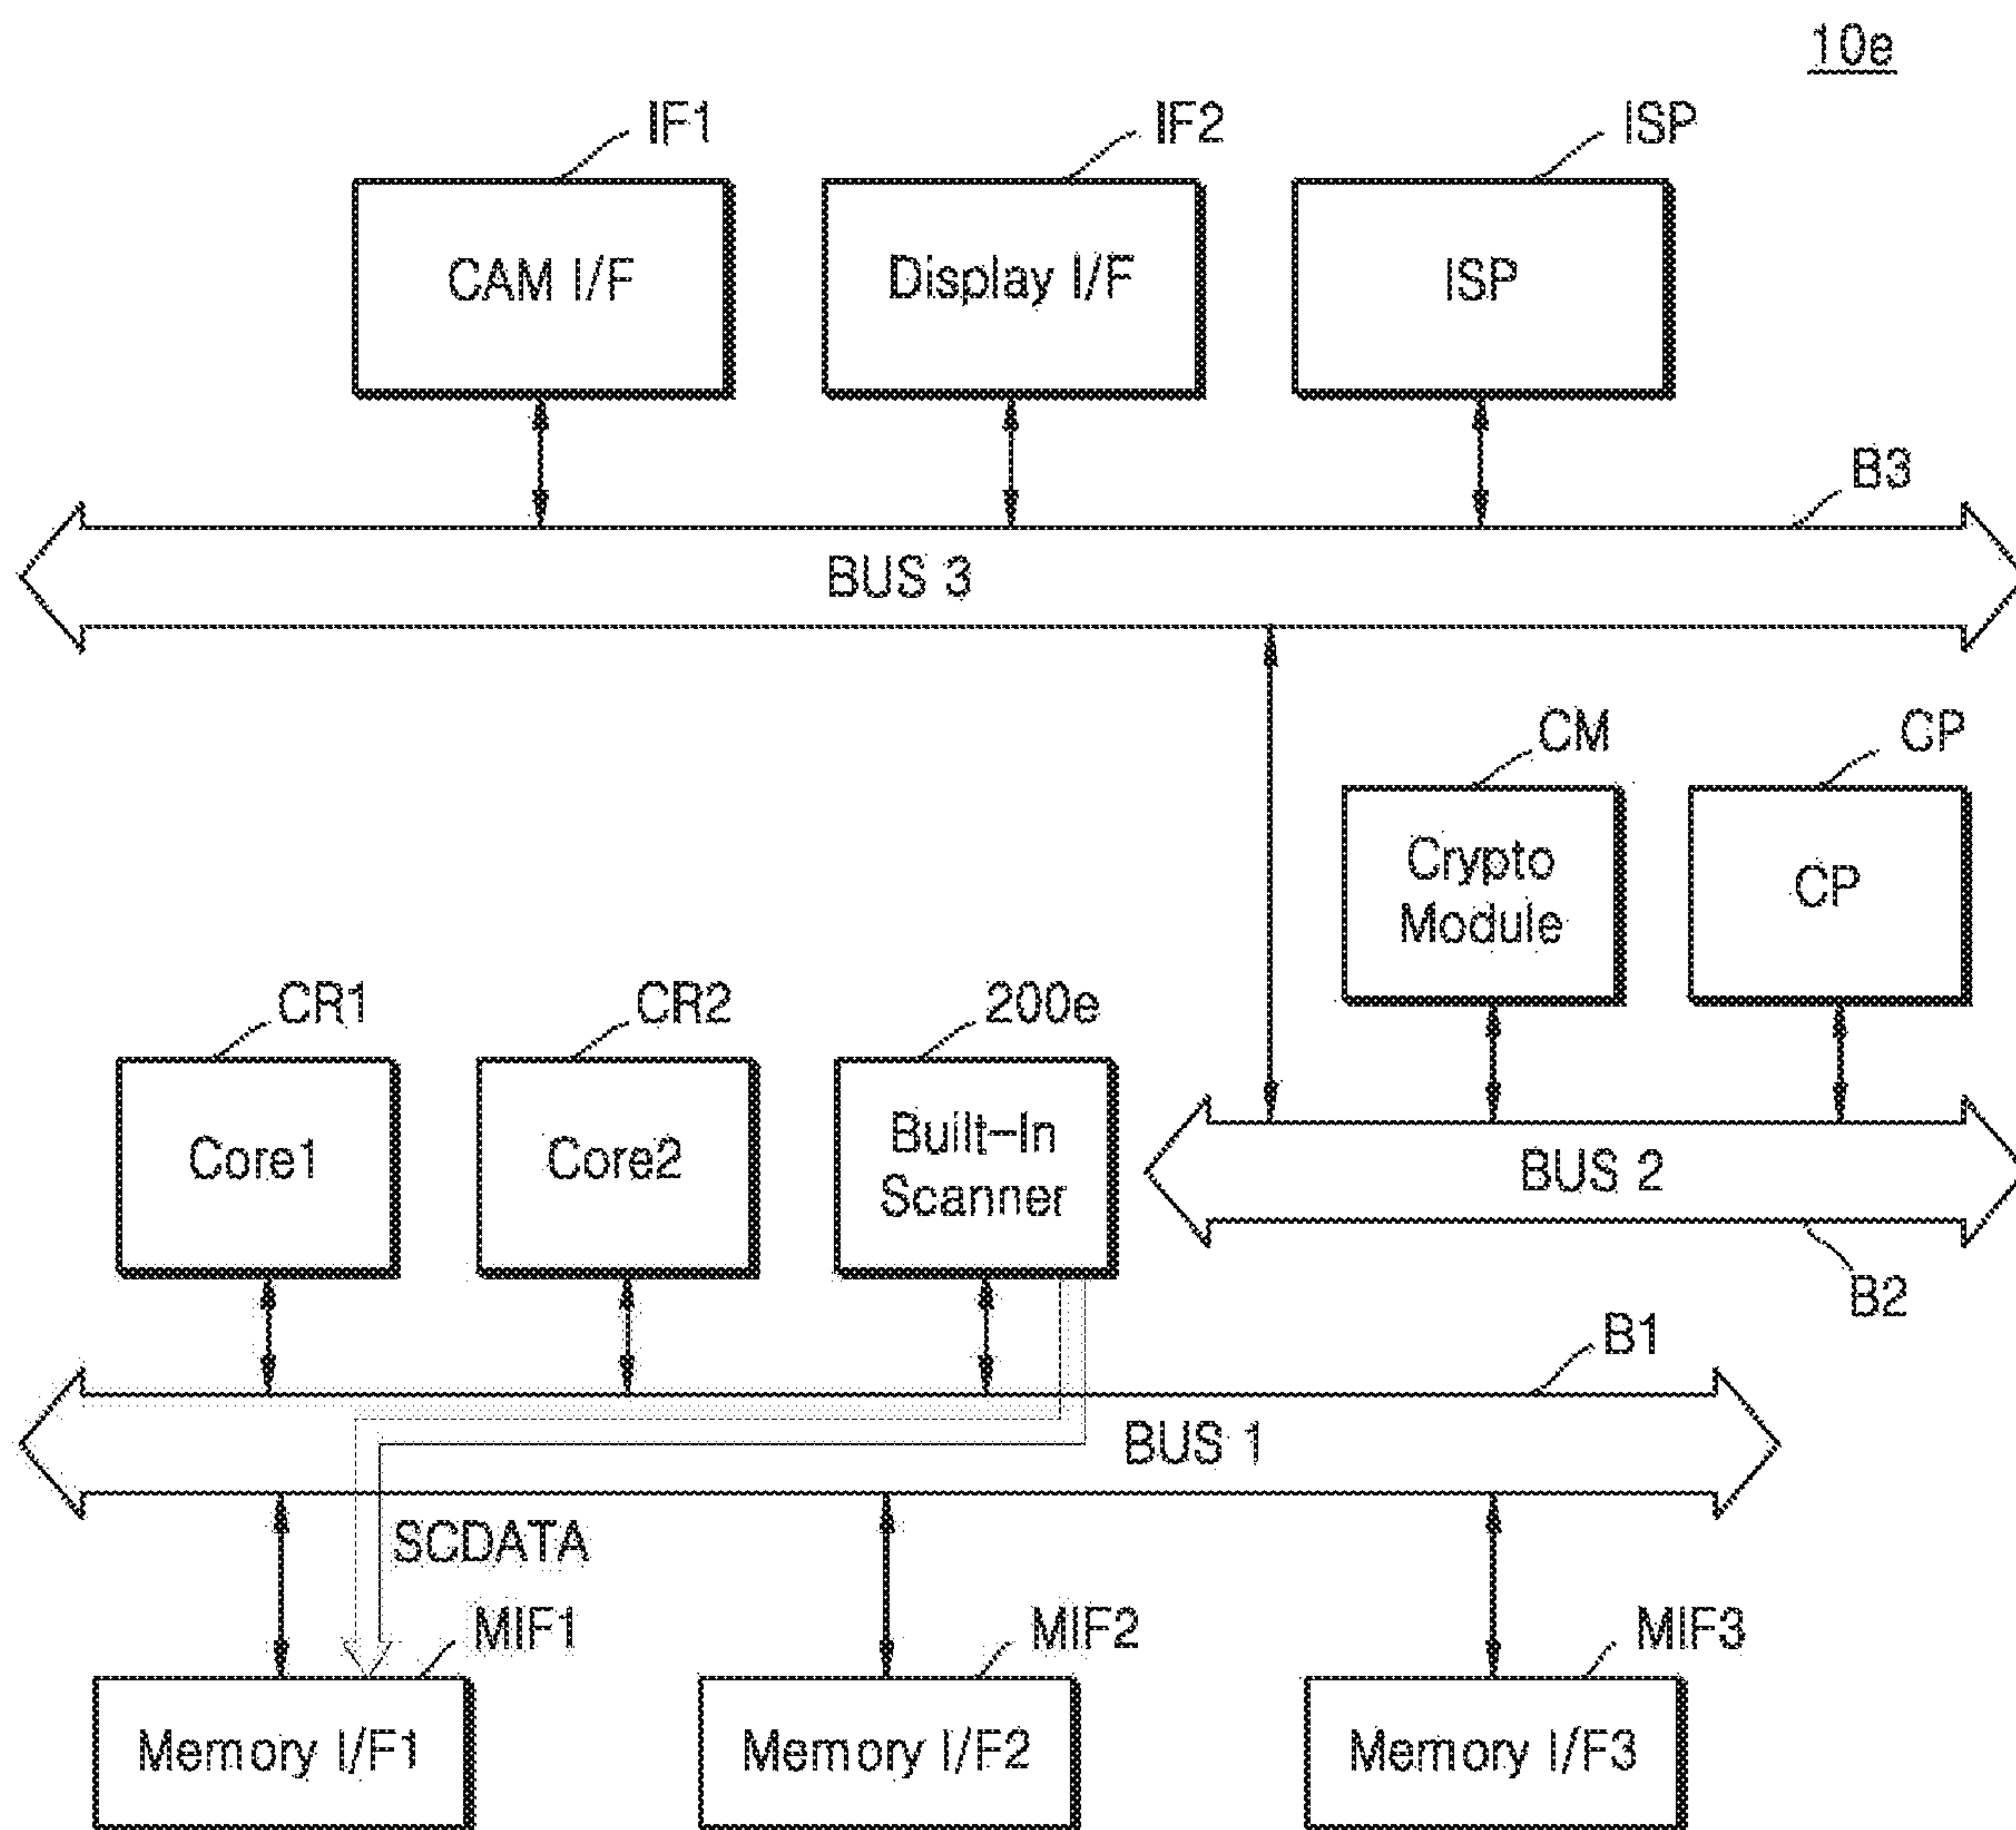 10e
IF1
IF2
ISP
CAM I/F
Display I/F
ISP
B3
BUS 3
CM
CP
Crypto
Module
CP
CR1
CR2
200e
Core1
Core2
Built-In
Scanner
BUS 2
B2
B1
BUS 1
SCDATA
MIF1
MIF2
MIF3
Memory I/F1
Memory I/F2
Memory I/F3